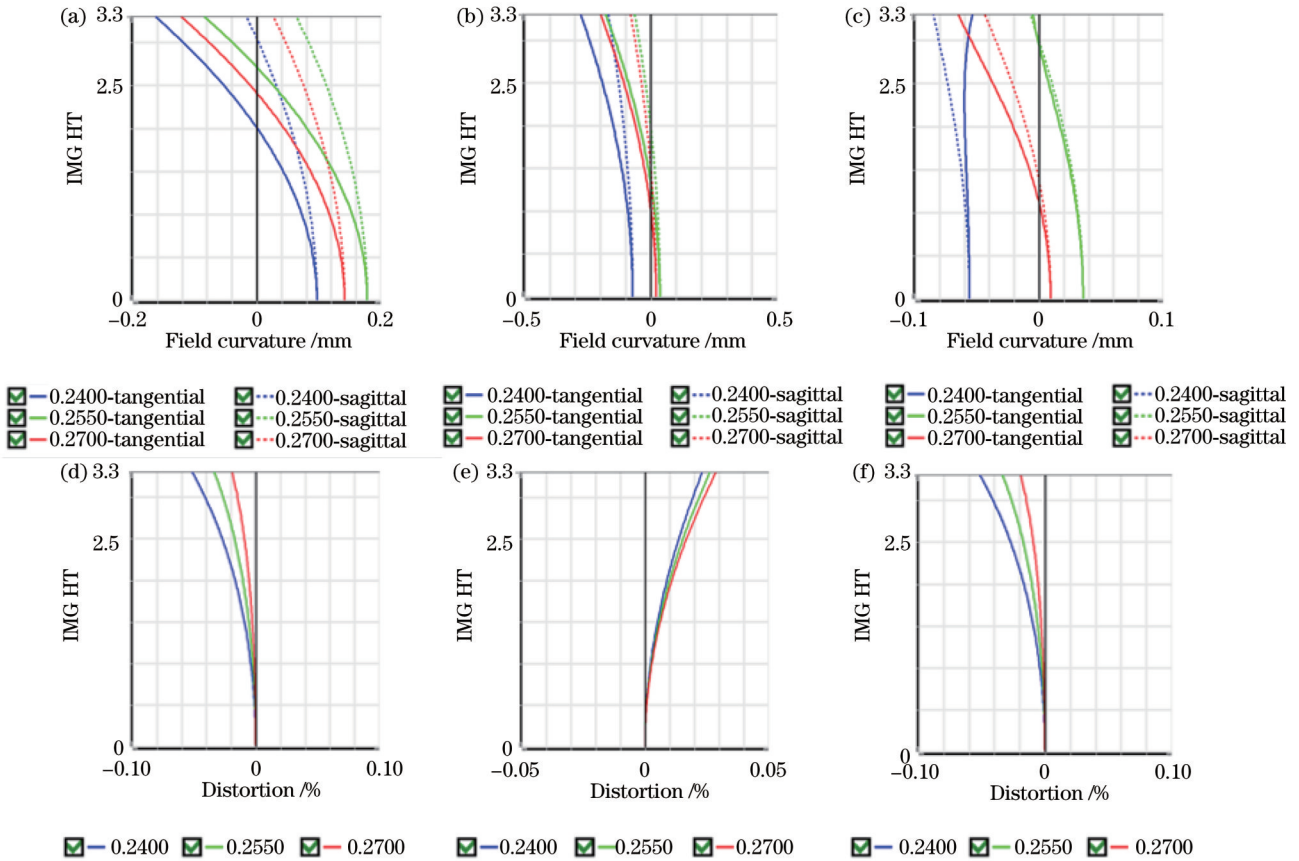 (a) 3.3
2.5
IMG HT
0
−0.2 0 0.2
Field curvature /mm
0.2400-tangential 0.2400-sagittal
0.2550-tangential 0.2550-sagittal
0.2700-tangential 0.2700-sagittal
(b) 3.3
2.5
IMG HT
0
−0.5 0 0.5
Field curvature /mm
0.2400-tangential 0.2400-sagittal
0.2550-tangential 0.2550-sagittal
0.2700-tangential 0.2700-sagittal
(c) 3.3
2.5
IMG HT
0
−0.1 0 0.1
Field curvature /mm
0.2400-tangential 0.2400-sagittal
0.2550-tangential 0.2550-sagittal
0.2700-tangential 0.2700-sagittal
(d) 3.3
2.5
IMG HT
0
−0.10 0 0.10
Distortion /%
0.2400 0.2550 0.2700
(e) 3.3
2.5
IMG HT
0
−0.05 0 0.05
Distortion /%
0.2400 0.2550 0.2700
(f) 3.3
2.5
IMG HT
0
−0.10 0 0.10
Distortion /%
0.2400 0.2550 0.2700